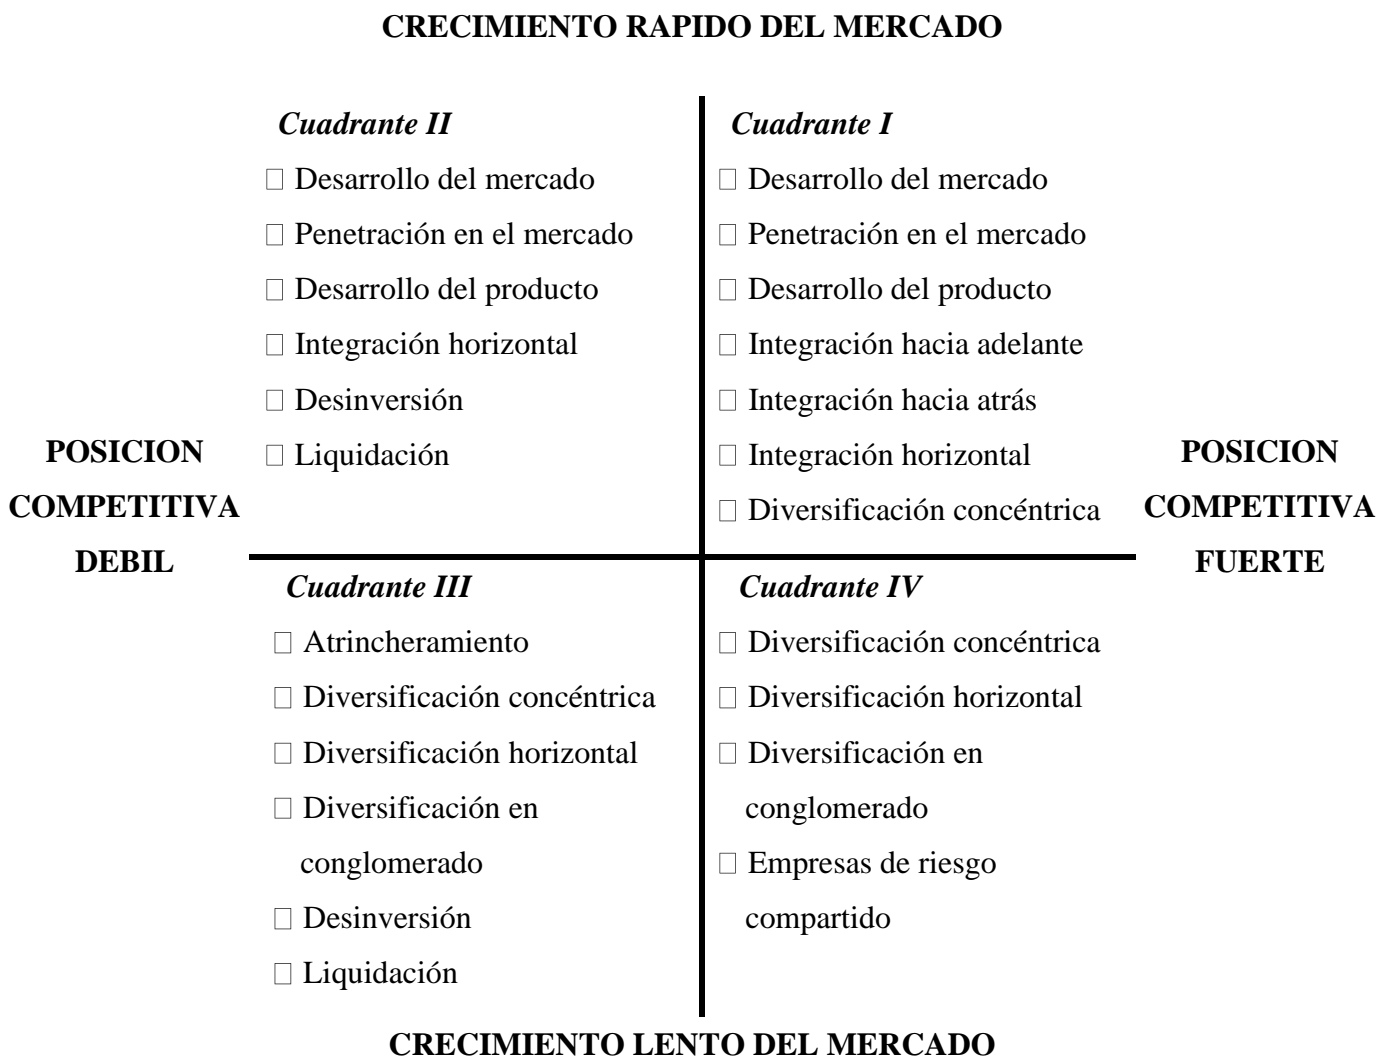 CRECIMIENTO RAPIDO DEL MERCADO
Cuadrante II
□ Desarrollo del mercado
□ Penetración en el mercado
□ Desarrollo del producto
□ Integración horizontal
□ Desinversión
□ Liquidación
Cuadrante I
□ Desarrollo del mercado
□ Penetración en el mercado
□ Desarrollo del producto
□ Integración hacia adelante
□ Integración hacia atrás
□ Integración horizontal
□ Diversificación concéntrica
POSICION
COMPETITIVA
DEBIL
POSICION
COMPETITIVA
FUERTE
Cuadrante III
□ Atrincheramiento
□ Diversificación concéntrica
□ Diversificación horizontal
□ Diversificación en
conglomerado
□ Desinversión
□ Liquidación
Cuadrante IV
□ Diversificación concéntrica
□ Diversificación horizontal
□ Diversificación en
conglomerado
□ Empresas de riesgo
compartido
CRECIMIENTO LENTO DEL MERCADO